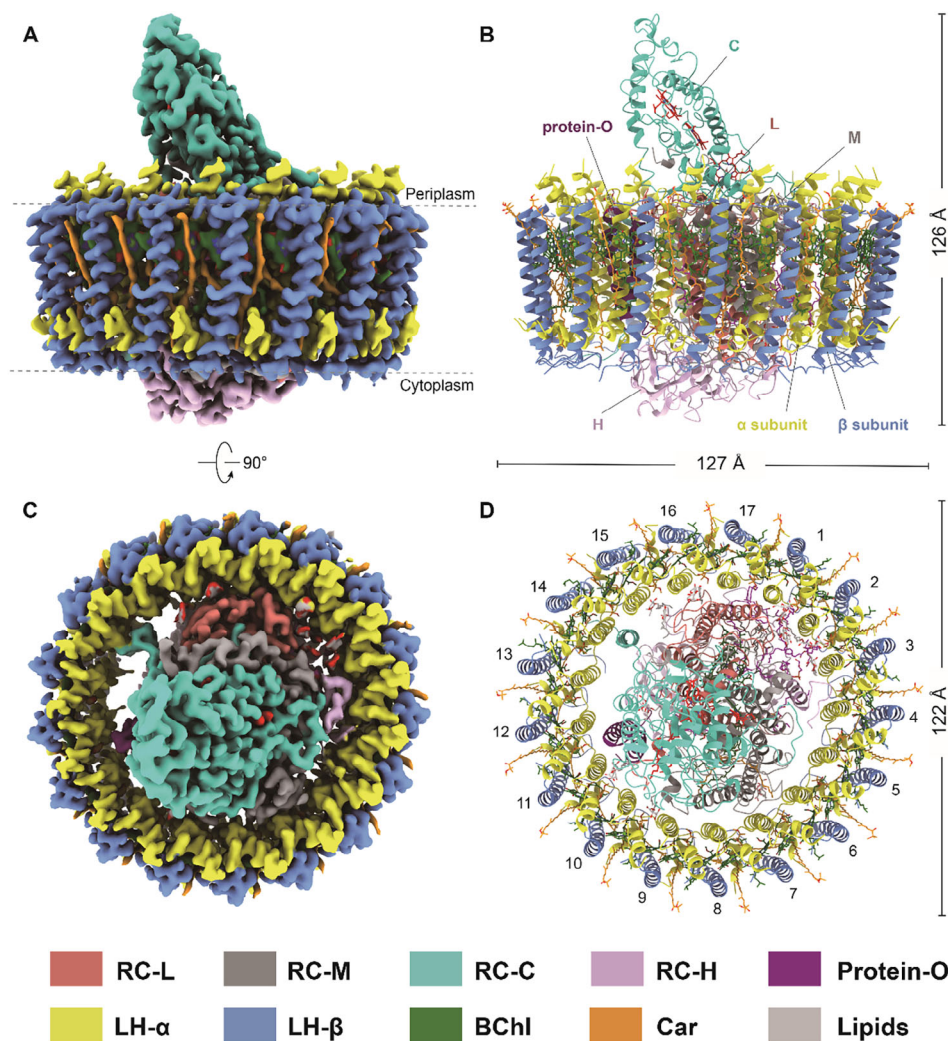 A
Periplasm
Cytoplasm
90°
B
C
L
protein-O
M
H
α subunit
β subunit
126 Å
127 Å
C
D
16
17
1
15
2
14
3
13
4
12
5
11
6
10
7
9
8
122 Å
RC-L
RC-M
RC-C
RC-H
Protein-O
LH-α
LH-β
BChl
Car
Lipids